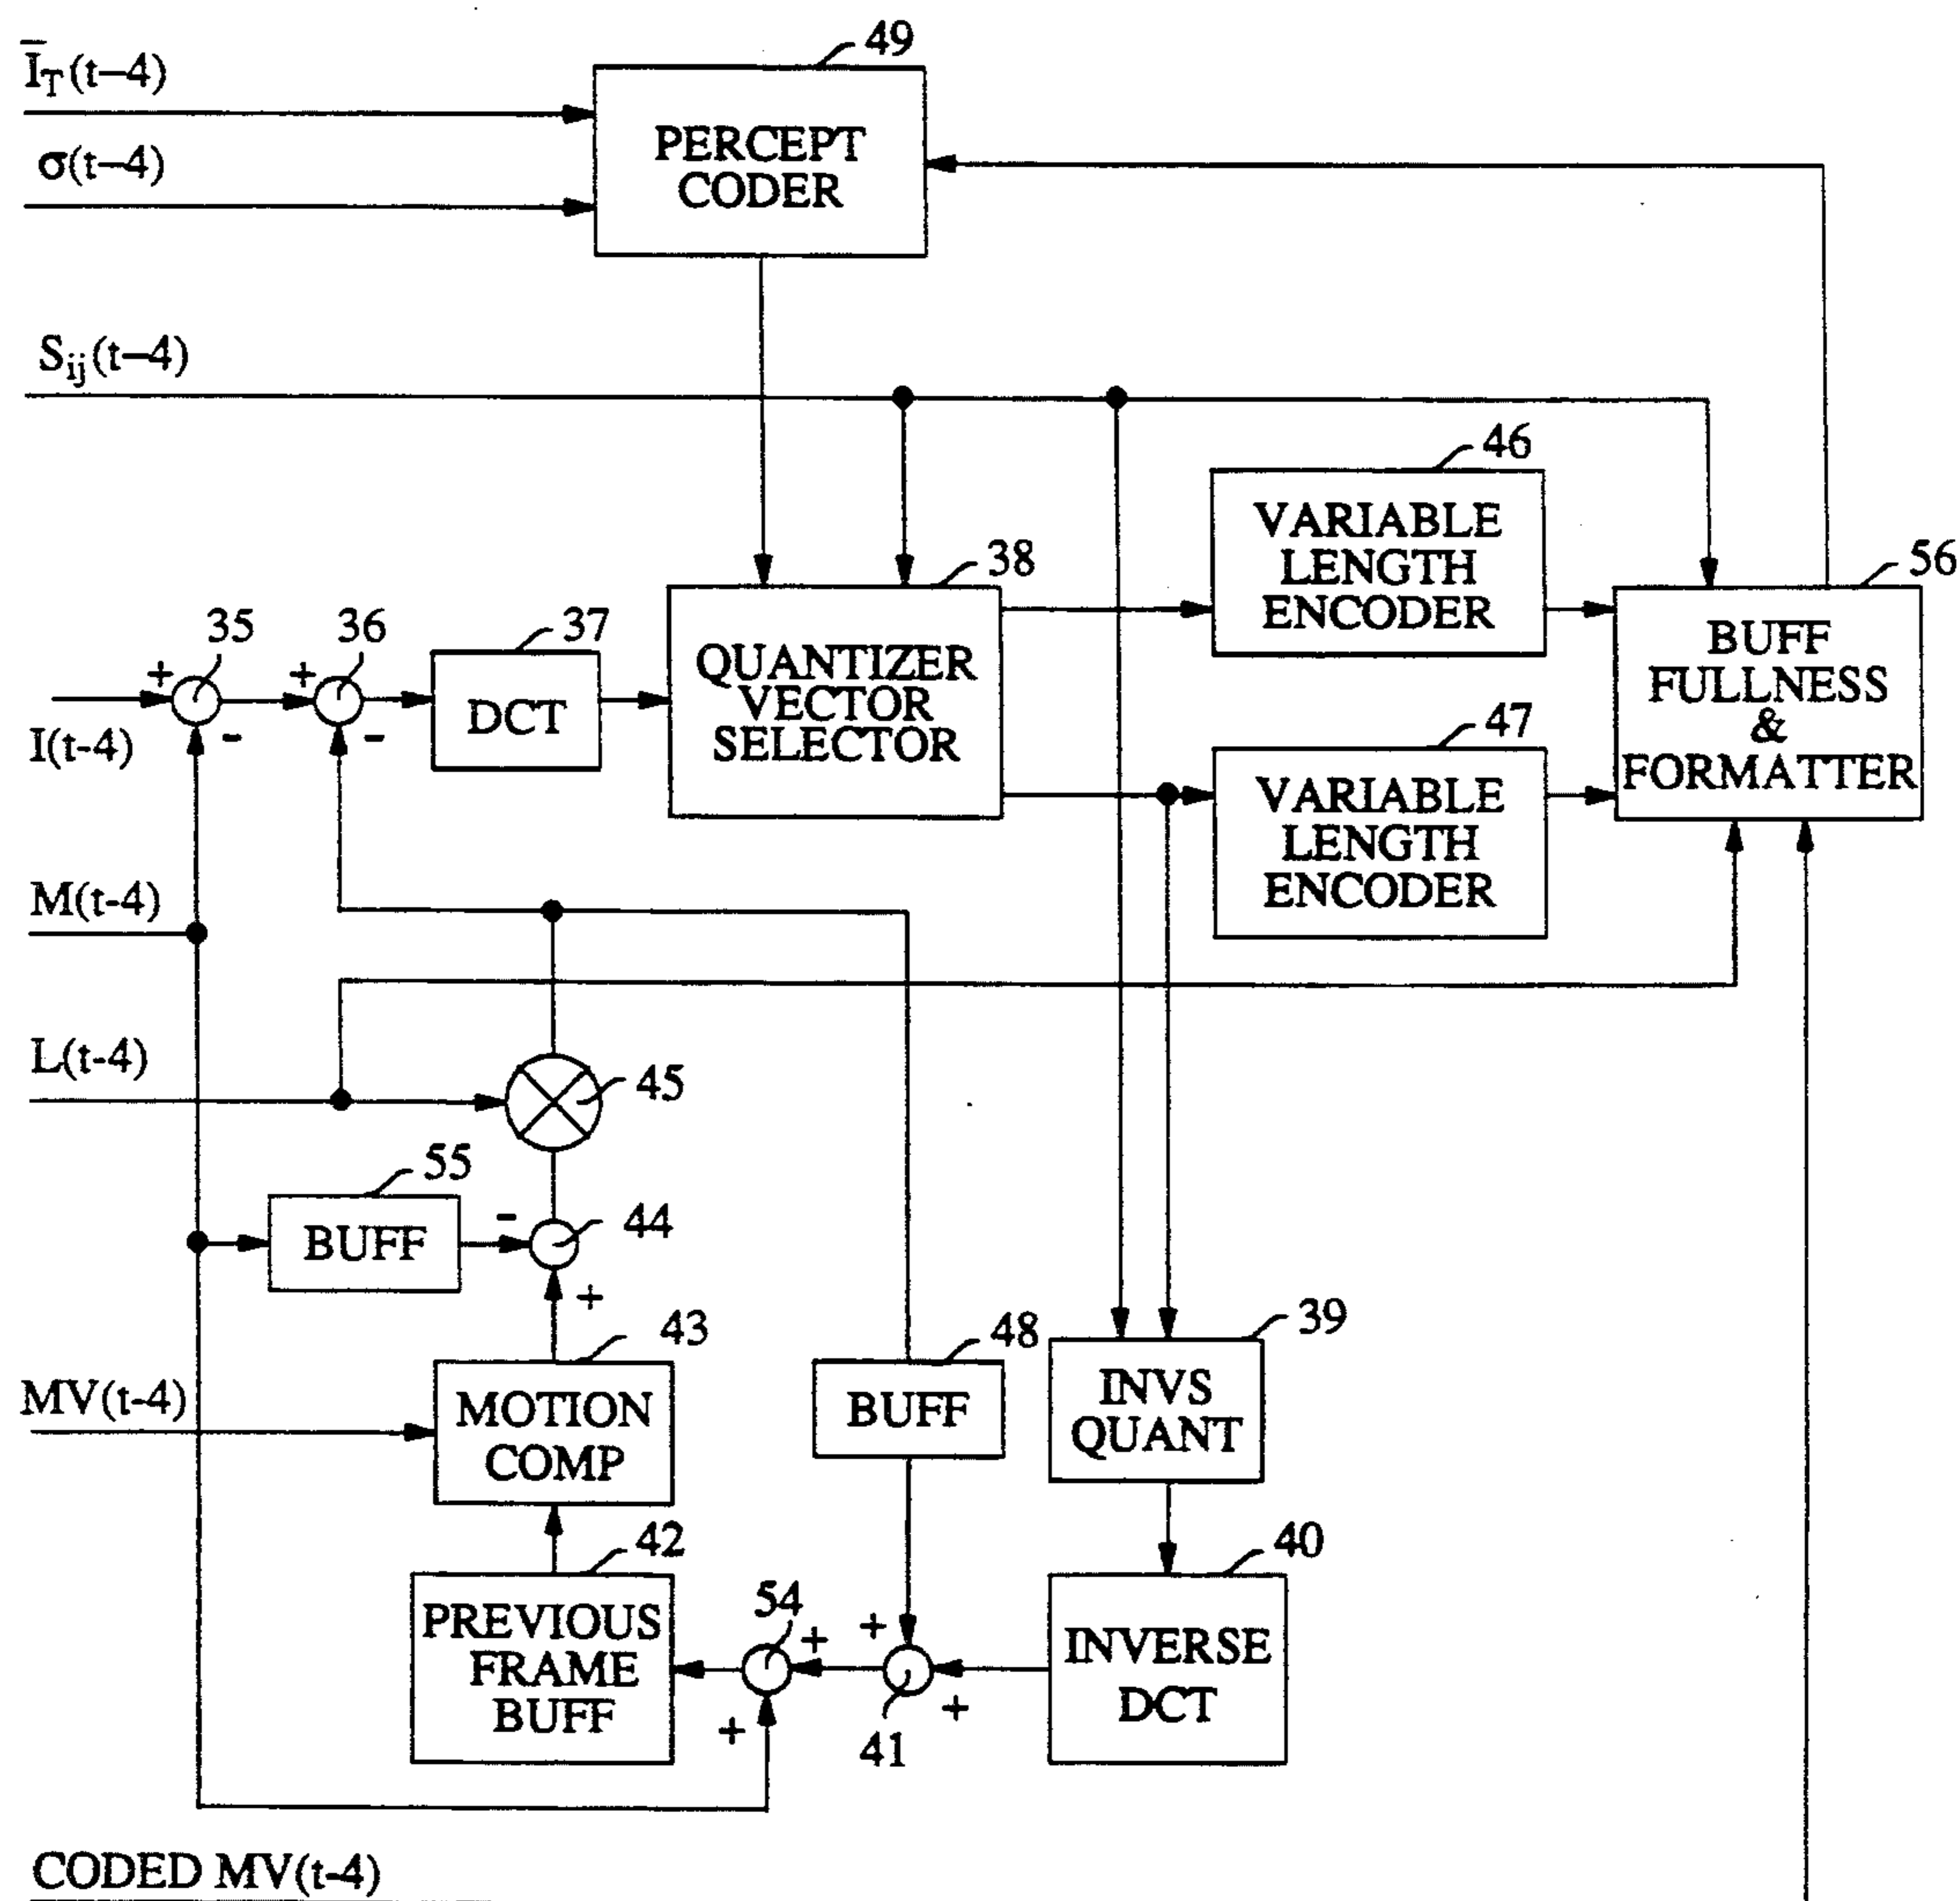 49
Ī_T(t–4)
PERCEPT
CODER
σ(t–4)
S_ij(t–4)
46
VARIABLE
LENGTH
ENCODER
38
56
35
36
37
+
+
QUANTIZER
VECTOR
SELECTOR
BUFF
FULLNESS
&
FORMATTER
DCT
-
-
I(t-4)
47
VARIABLE
LENGTH
ENCODER
M(t-4)
L(t-4)
45
55
BUFF
-
44
+
43
48
39
MV(t-4)
MOTION
COMP
BUFF
INVS
QUANT
42
40
54
PREVIOUS
FRAME
BUFF
+
+
INVERSE
DCT
+
+
41
CODED MV(t-4)